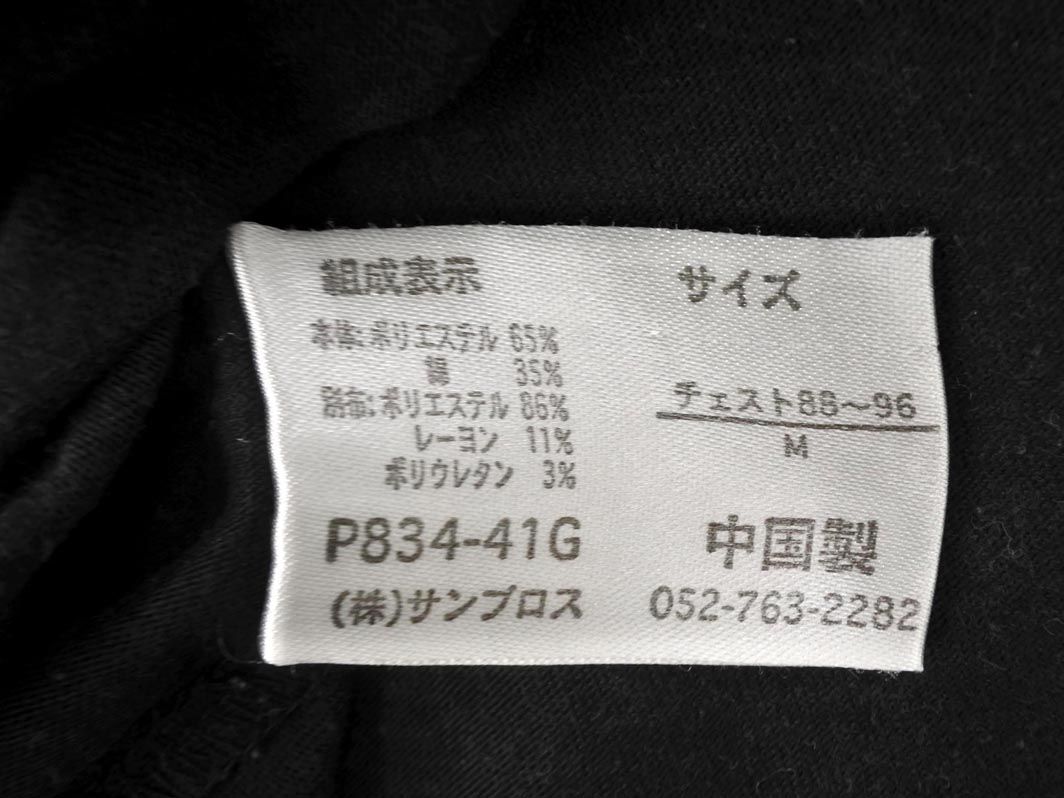 組成表示
本体:ポリエステル 65%
綿 35%
別布:ポリエステル 86%
レーヨン 11%
ポリウレタン 3%
P834-41G
(株)サンプロス
サイズ
チェスト88〜96
M
中国製
052-763-2282